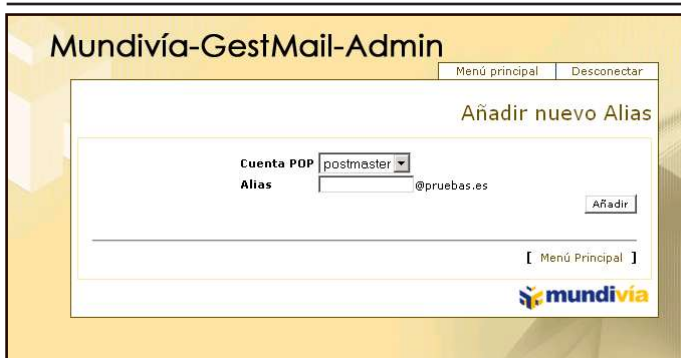 Mundivía-GestMail-Admin
Menú principal Desconectar
Añadir nuevo Alias
Cuenta POP postmaster
Alias @pruebas.es
Añadir
[ Menú Principal ]
mundivía